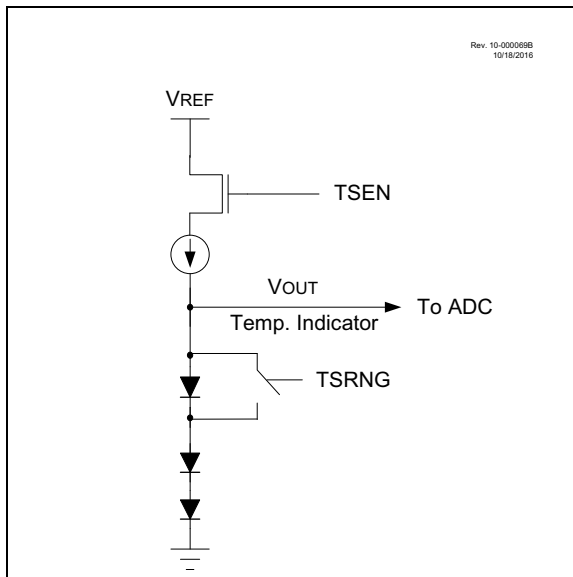 Rev. 10-000069B
10/18/2016
VREF
TSEN
VOUT
To ADC
Temp. Indicator
TSRNG